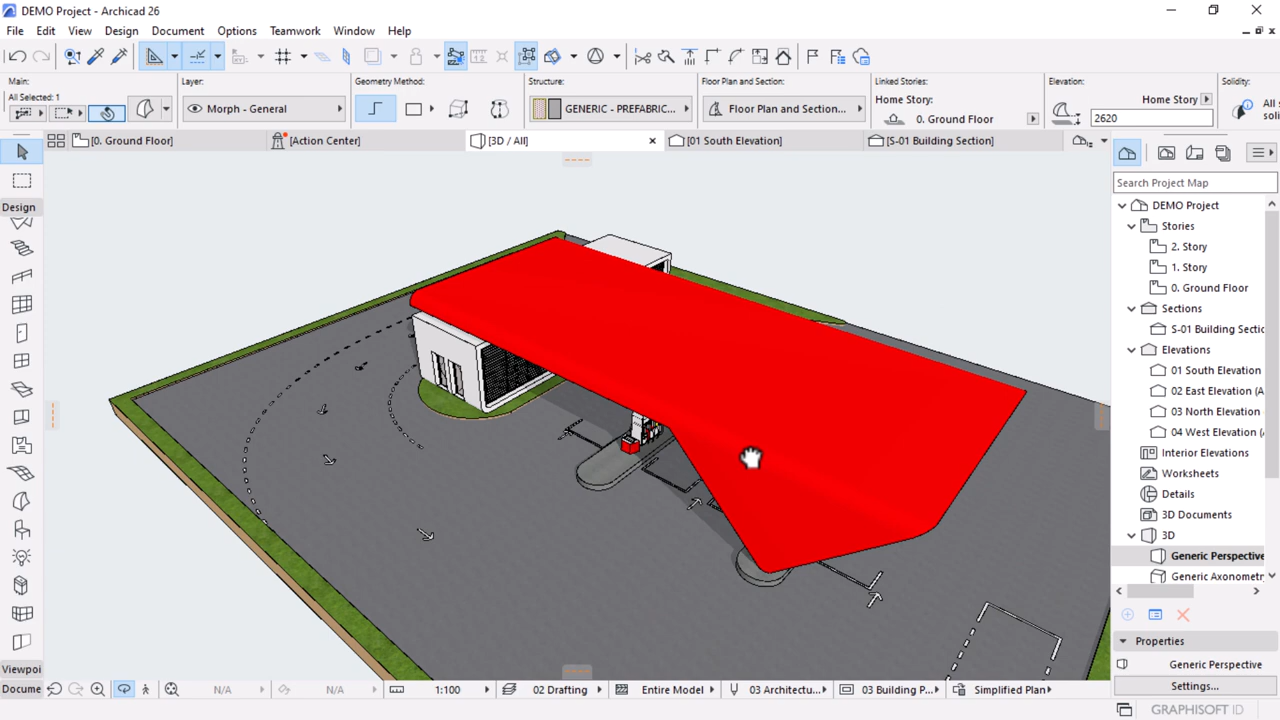 DEMO Project - Archicad 26
File Edit View Design Document Options Teamwork Window Help
Main: Layer: Geometry Method: Structure: Floor Plan and Section: Linked Stories: Elevation: Solidity:
All Selected: 1 Morph - General GENERIC - PREFABRIC... Floor Plan and Section... Home Story: Home Story All s
0. Ground Floor 2620 soli
[0. Ground Floor] [Action Center] [3D / All] [01 South Elevation] [S-01 Building Section]
Search Project Map
Design
DEMO Project
Stories
2. Story
1. Story
0. Ground Floor
Sections
S-01 Building Sectio
Elevations
01 South Elevation
02 East Elevation (A
03 North Elevation
04 West Elevation (
Interior Elevations
Worksheets
Details
3D Documents
3D
Generic Perspective
Generic Axonometr
Properties
Generic Perspective
Settings...
Viewpoi
Docume N/A N/A 1:100 02 Drafting Entire Model 03 Architectu... 03 Building P... Simplified Plan
GRAPHISOFT ID